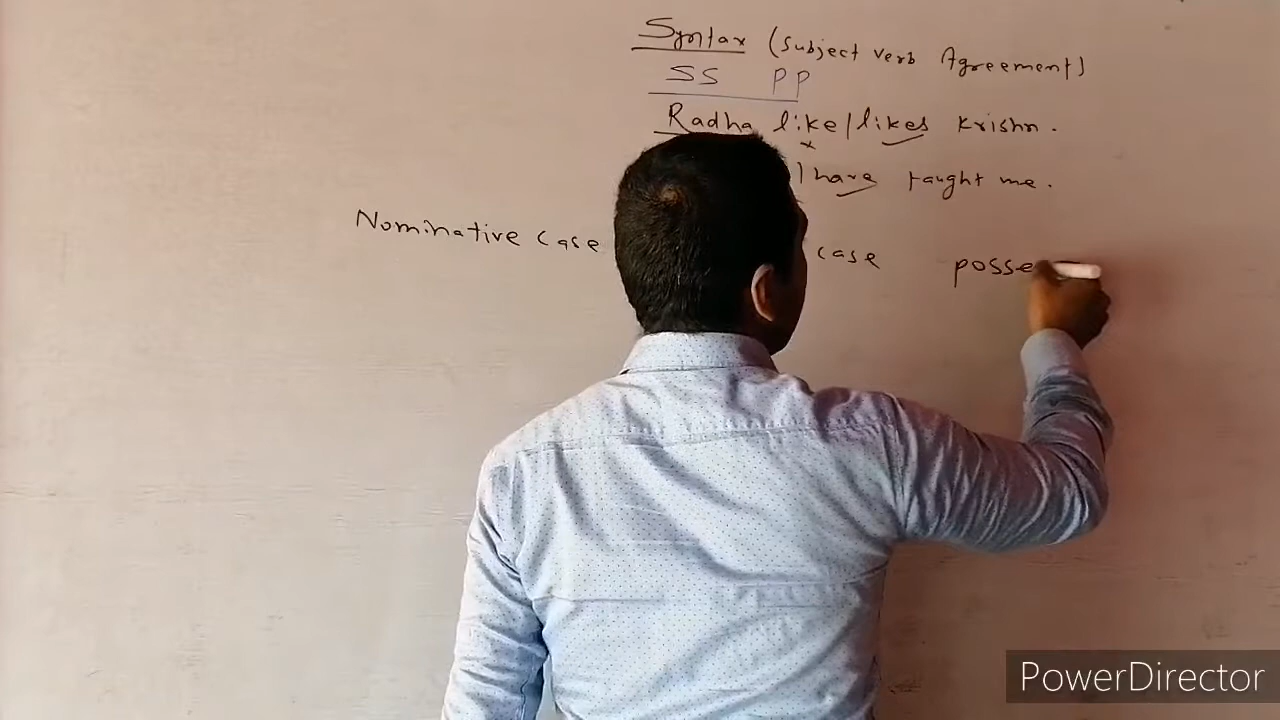 Syntax (Subject verb Agreement)
SS PP
Radha like/likes Krishn.
/have taught me.
Nominative case case posse
PowerDirector